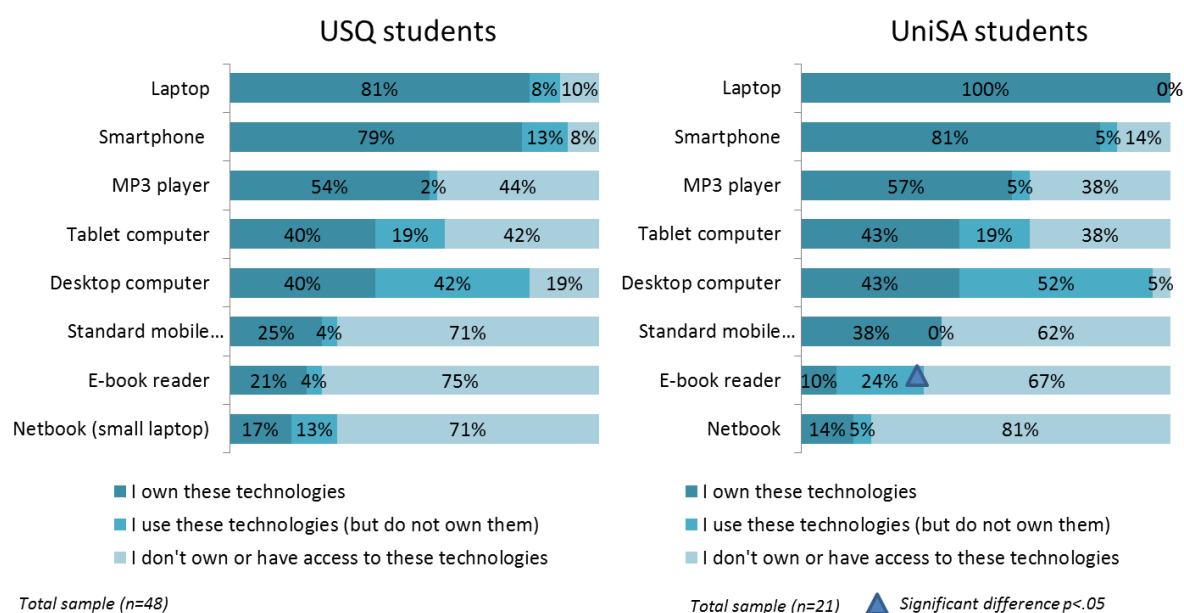 USQ students
Laptop 81% 8% 10%
Smartphone 79% 13% 8%
MP3 player 54% 2% 44%
Tablet computer 40% 19% 42%
Desktop computer 40% 42% 19%
Standard mobile... 25% 4% 71%
E-book reader 21% 4% 75%
Netbook (small laptop) 17% 13% 71%
I own these technologies
I use these technologies (but do not own them)
I don't own or have access to these technologies
Total sample (n=48)
UniSA students
Laptop 100% 0%
Smartphone 81% 5% 14%
MP3 player 57% 5% 38%
Tablet computer 43% 19% 38%
Desktop computer 43% 52% 5%
Standard mobile... 38% 0% 62%
E-book reader 10% 24% 67%
Netbook 14% 5% 81%
I own these technologies
I use these technologies (but do not own them)
I don't own or have access to these technologies
Total sample (n=21) Significant difference p<.05